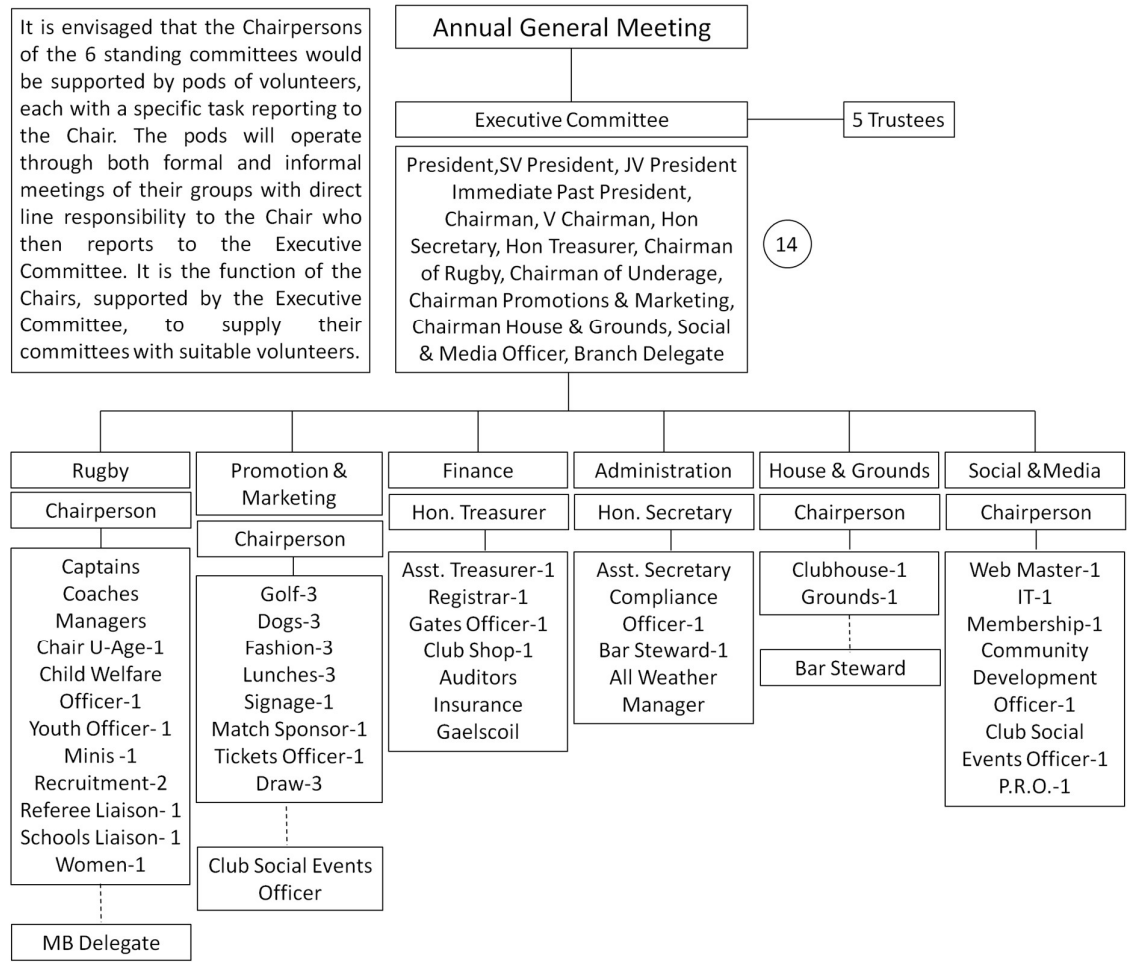 It is envisaged that the Chairpersons
of the 6 standing committees would
be supported by pods of volunteers,
each with a specific task reporting to
the Chair. The pods will operate
through both formal and informal
meetings of their groups with direct
line responsibility to the Chair who
then reports to the Executive
Committee. It is the function of the
Chairs, supported by the Executive
Committee, to supply their
committees with suitable volunteers.
Annual General Meeting
Executive Committee
5 Trustees
President,SV President, JV President
Immediate Past President,
Chairman, V Chairman, Hon
Secretary, Hon Treasurer, Chairman
of Rugby, Chairman of Underage,
Chairman Promotions & Marketing,
Chairman House & Grounds, Social
& Media Officer, Branch Delegate
14
Rugby
Chairperson
Captains
Coaches
Managers
Chair U-Age-1
Child Welfare
Officer-1
Youth Officer- 1
Minis -1
Recruitment-2
Referee Liaison- 1
Schools Liaison- 1
Women-1
MB Delegate
Promotion &
Marketing
Chairperson
Golf-3
Dogs-3
Fashion-3
Lunches-3
Signage-1
Match Sponsor-1
Tickets Officer-1
Draw-3
Club Social Events
Officer
Finance
Hon. Treasurer
Asst. Treasurer-1
Registrar-1
Gates Officer-1
Club Shop-1
Auditors
Insurance
Gaelscoil
Administration
Hon. Secretary
Asst. Secretary
Compliance
Officer-1
Bar Steward-1
All Weather
Manager
House & Grounds
Chairperson
Clubhouse-1
Grounds-1
Bar Steward
Social &Media
Chairperson
Web Master-1
IT-1
Membership-1
Community
Development
Officer-1
Club Social
Events Officer-1
P.R.O.-1